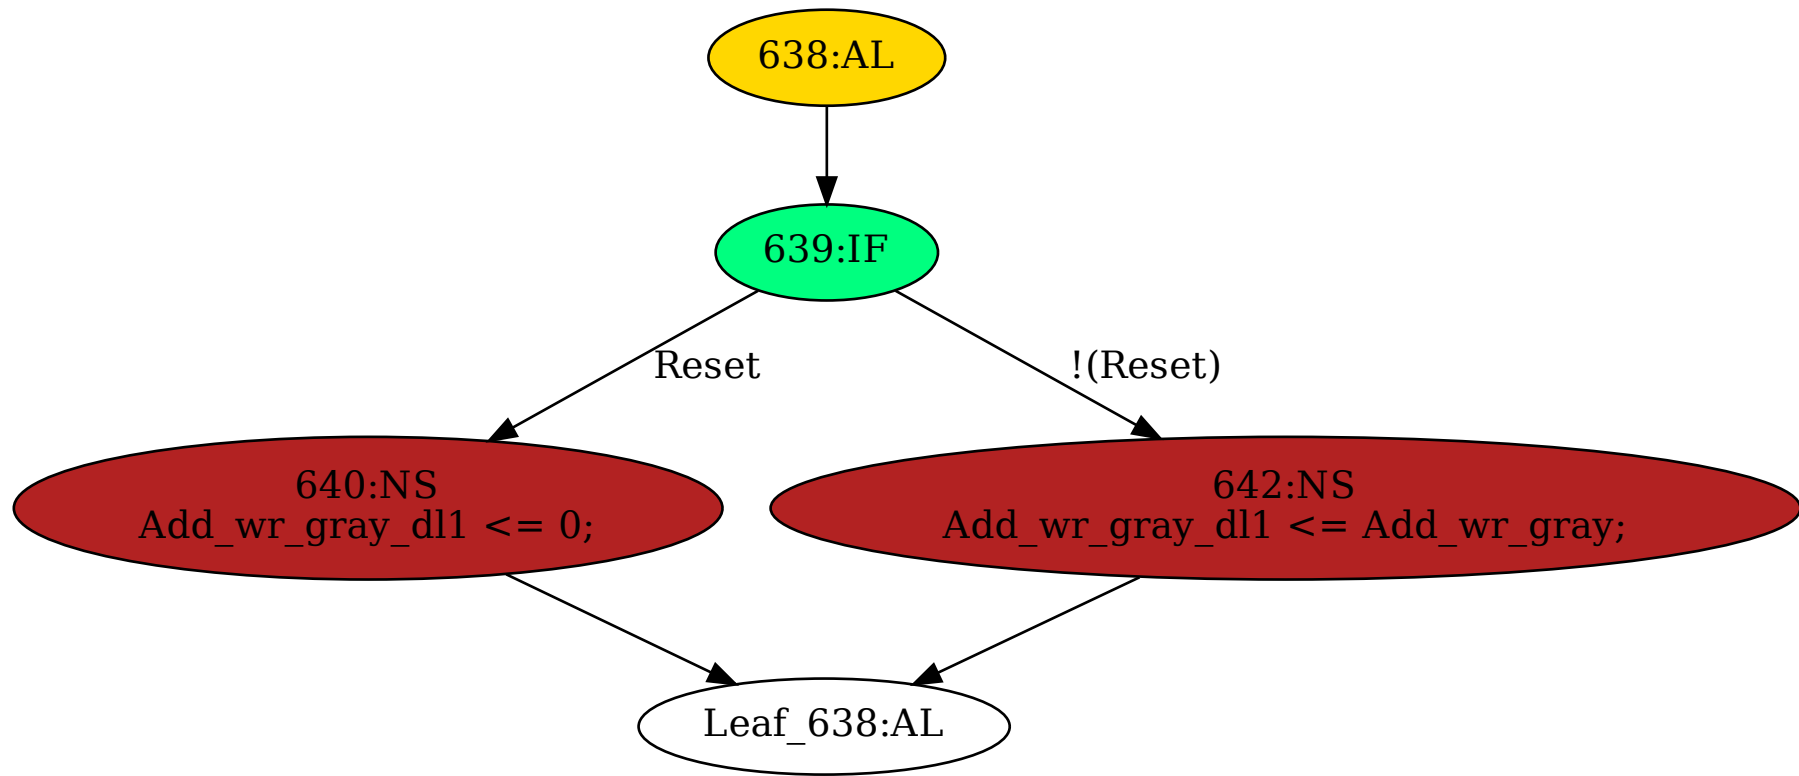 638:AL
639:IF
Reset
!(Reset)
640:NS
Add_wr_gray_dl1 <= 0;
642:NS
Add_wr_gray_dl1 <= Add_wr_gray;
Leaf_638:AL